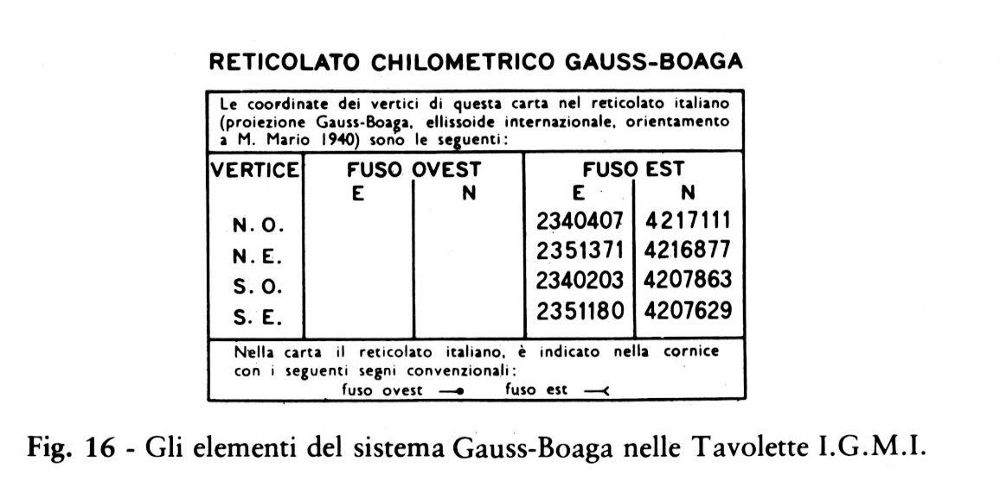 RETICOLATO CHILOMETRICO GAUSS-BOAGA
Le coordinate dei vertici di questa carta nel reticolato italiano
(proiezione Gauss-Boaga, ellissoide internazionale, orientamento
a M. Mario 1940) sono le seguenti:
VERTICE FUSO OVEST FUSO EST
E N E N
N. O. 2340407 4217111
N. E. 2351371 4216877
S. O. 2340203 4207863
S. E. 2351180 4207629
Nella carta il reticolato italiano, è indicato nella cornice
con i seguenti segni convenzionali:
fuso ovest fuso est
Fig. 16 - Gli elementi del sistema Gauss-Boaga nelle Tavolette I.G.M.I.